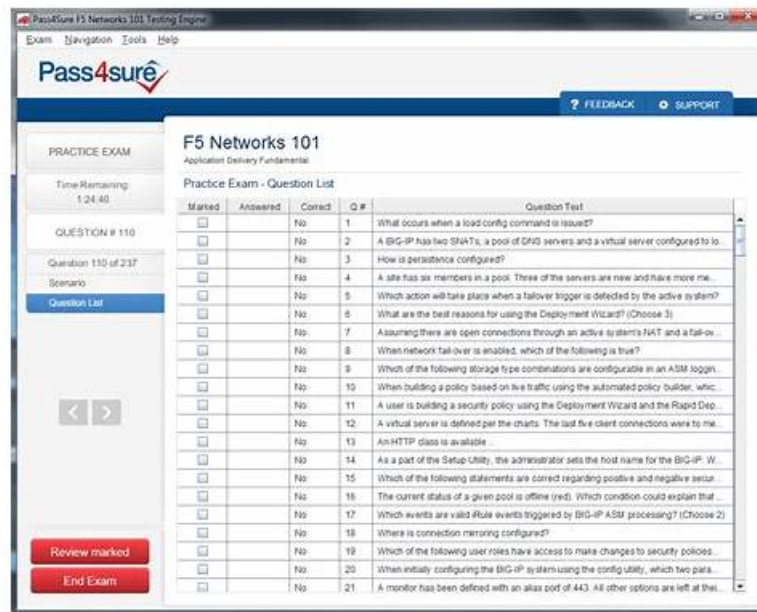 Pass4Sure F5 Networks 101 Testing Engine
Exam Navigation Tools Help
Pass4sure
? FEEDBACK SUPPORT
PRACTICE EXAM
Time Remaining:
1:24:40
QUESTION # 110
Question 110 of 237
Scenario
Question List
Review marked
End Exam
F5 Networks 101
Application Delivery Fundamental
Practice Exam - Question List
Marked Answered Correct Q # Question Text
No 1 What occurs when a load config command is issued?
No 2 A BIG-IP has two SNATs, a pool of DNS servers and a virtual server configured to lo...
No 3 How is persistence configured?
No 4 A site has six members in a pool. Three of the servers are new and have more me...
No 5 Which action will take place when a failover trigger is detected by the active system?
No 6 What are the best reasons for using the Deployment Wizard? (Choose 3)
No 7 Assuming there are open connections through an active system's NAT and a fail-ov...
No 8 When network fail-over is enabled, which of the following is true?
No 9 Which of the following storage type combinations are configurable in an ASM loggin...
No 10 When building a policy based on live traffic using the automated policy builder, whic...
No 11 A user is building a security policy using the Deployment Wizard and the Rapid Dep...
No 12 A virtual server is defined per the charts. The last five client connections were to me...
No 13 An HTTP class is available...
No 14 As a part of the Setup Utility, the administrator sets the host name for the BIG-IP. W...
No 15 Which of the following statements are correct regarding positive and negative secur...
No 16 The current status of a given pool is offline (red). Which condition could explain that ...
No 17 Which events are valid iRule events triggered by BIG-IP ASM processing? (Choose 2)
No 18 Where is connection mirroring configured?
No 19 Which of the following user roles have access to make changes to security policies...
No 20 When initially configuring the BIG-IP system using the config utility, which two para...
No 21 A monitor has been defined with an alias port of 443. All other options are left at thei...